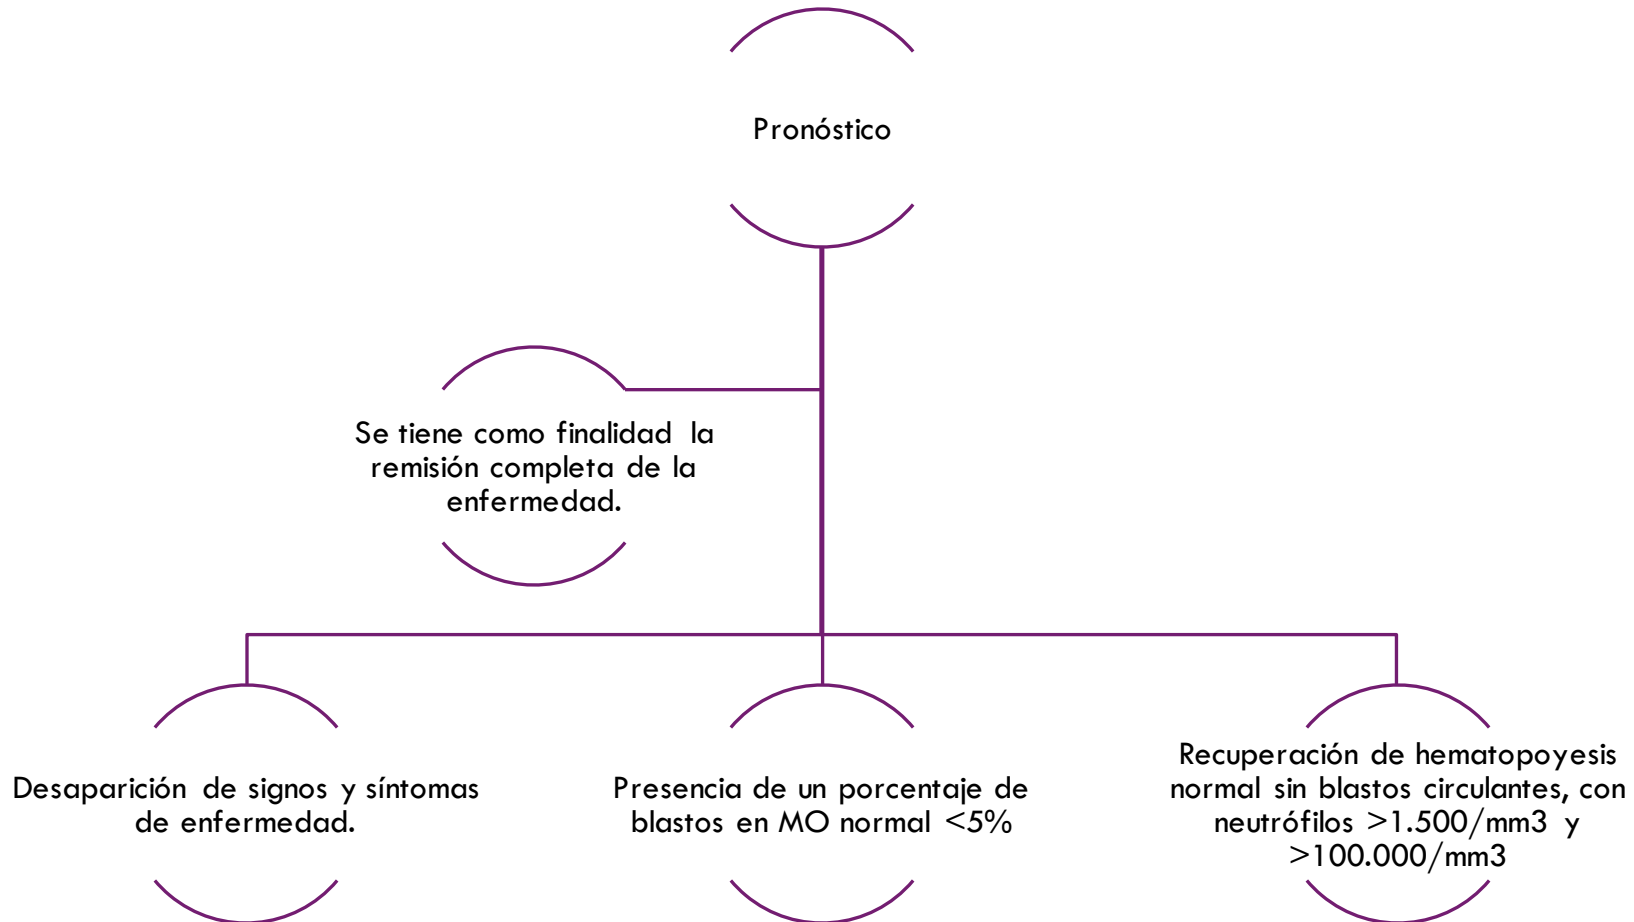 Pronóstico
Se tiene como finalidad la
remisión completa de la
enfermedad.
Desaparición de signos y síntomas
de enfermedad.
Presencia de un porcentaje de
blastos en MO normal <5%
Recuperación de hematopoyesis
normal sin blastos circulantes, con
neutrófilos >1.500/mm3 y
>100.000/mm3